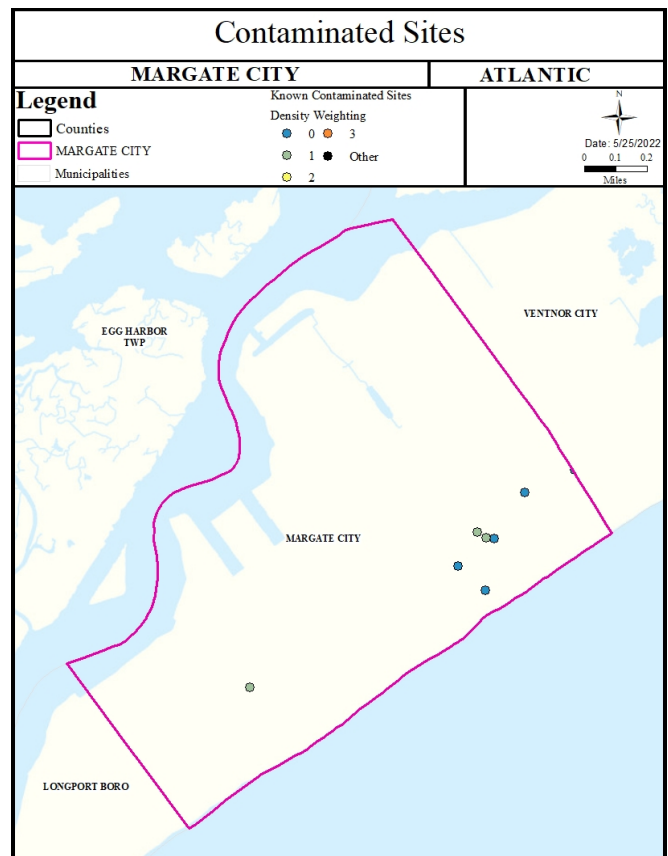 Contaminated Sites
MARGATE CITY
ATLANTIC
Legend
Counties
MARGATE CITY
Municipalities
Known Contaminated Sites
Density Weighting
0 3
1 Other
2
N
Date: 5/25/2022
0 0.1 0.2
Miles
EGG HARBOR
TWP
VENTNOR CITY
MARGATE CITY
LONGPORT BORO